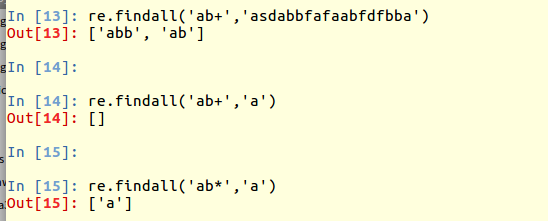 In [13]: re.findall('ab+','asdabbfafaabfdfbba')
Out[13]: ['abb', 'ab']
In [14]:
In [14]: re.findall('ab+','a')
Out[14]: []
In [15]:
In [15]: re.findall('ab*','a')
Out[15]: ['a']